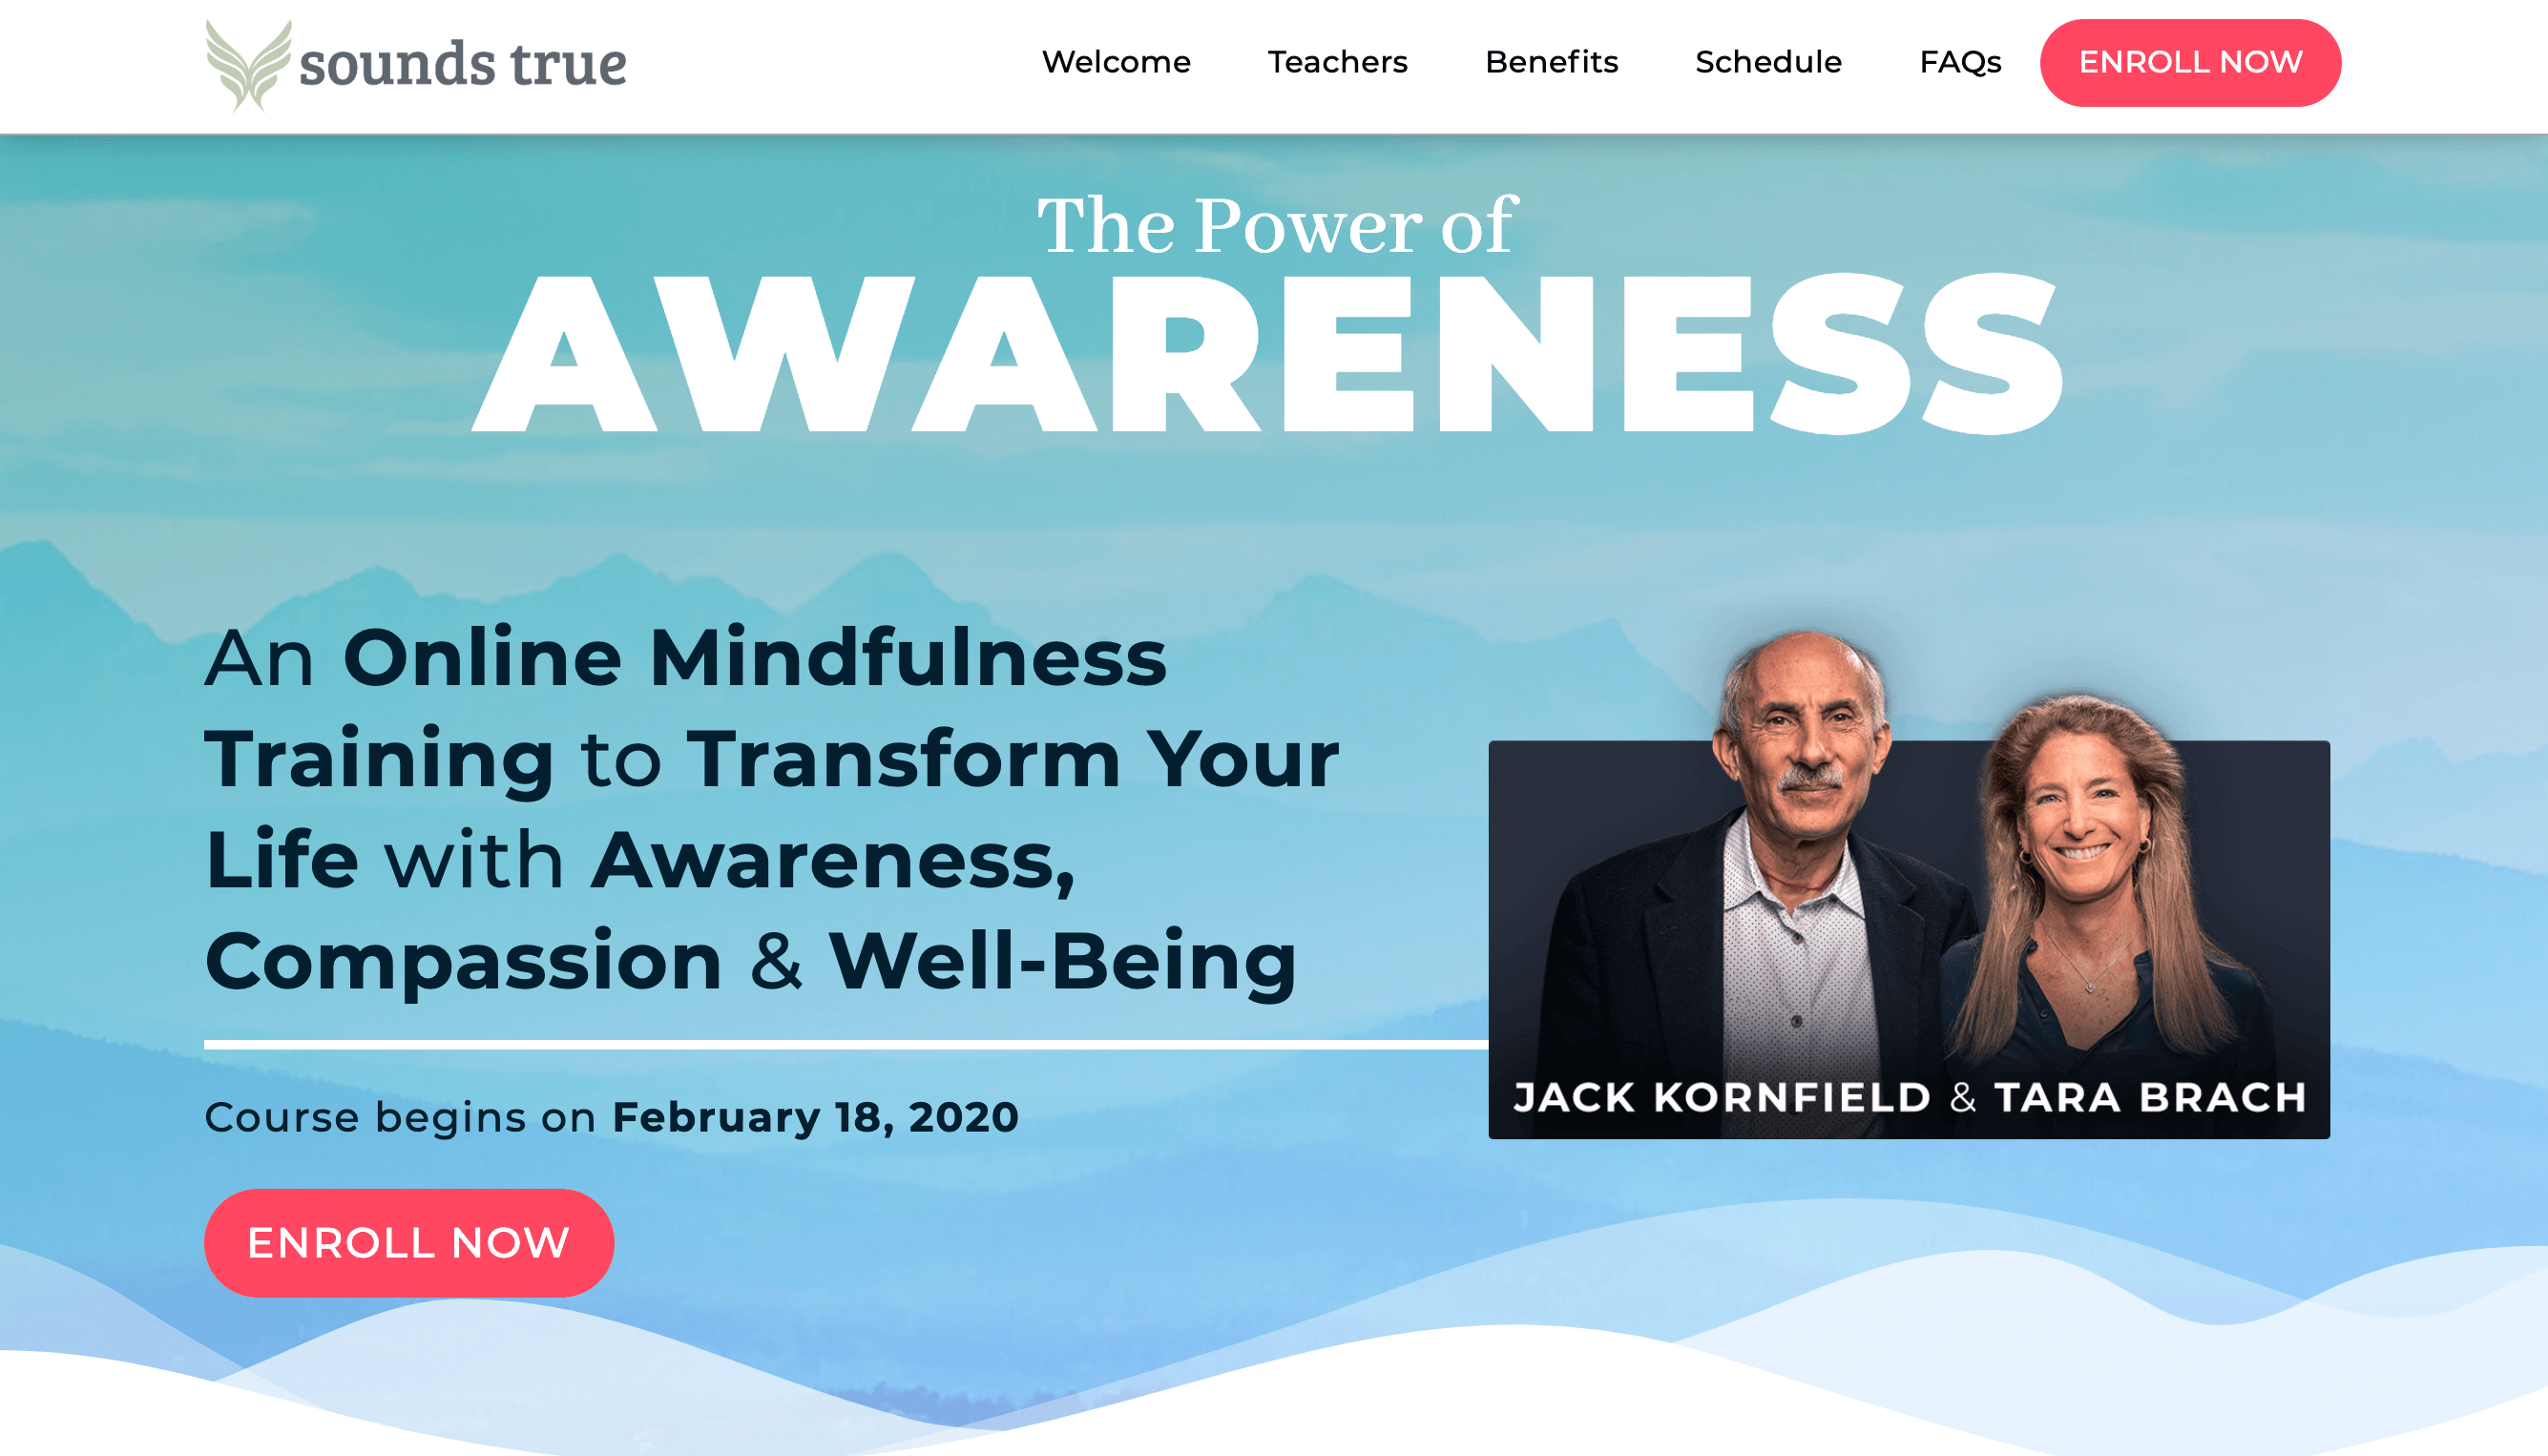 sounds true
Welcome Teachers Benefits Schedule FAQs ENROLL NOW
The Power of
AWARENESS
An Online Mindfulness
Training to Transform Your
Life with Awareness,
Compassion & Well-Being
JACK KORNFIELD & TARA BRACH
Course begins on February 18, 2020
ENROLL NOW